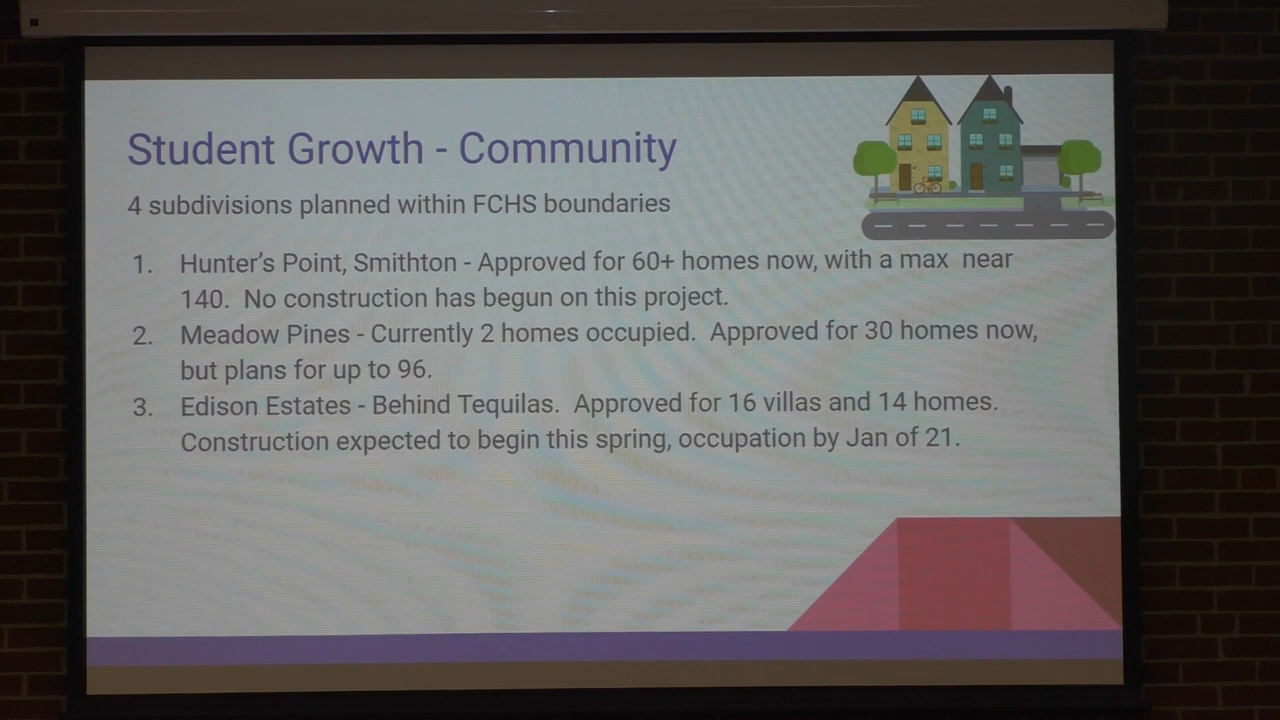 Student Growth - Community
4 subdivisions planned within FCHS boundaries
1. Hunter's Point, Smithton - Approved for 60+ homes now, with a max  near
140.  No construction has begun on this project.
2. Meadow Pines - Currently 2 homes occupied.  Approved for 30 homes now,
but plans for up to 96.
3. Edison Estates - Behind Tequilas.  Approved for 16 villas and 14 homes.
Construction expected to begin this spring, occupation by Jan of 21.